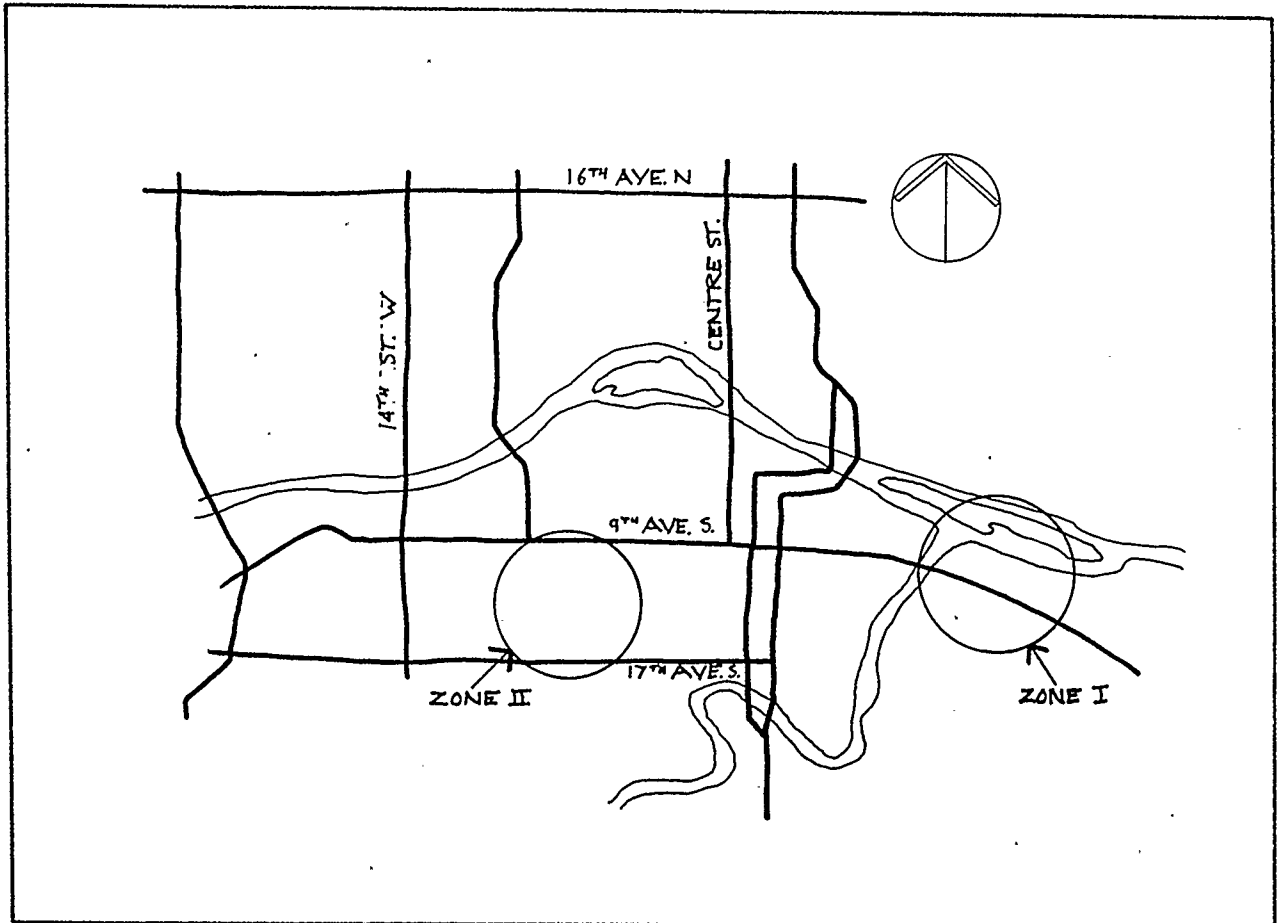 16TH AVE. N
CENTRE ST.
14TH ST. W
9TH AVE. S.
17TH AVE. S.
ZONE II
ZONE I